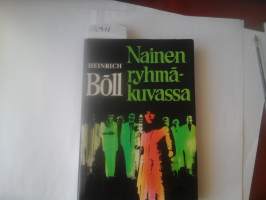 Nainen
HEINRICH
Böll
ryhmä-
kuvassa